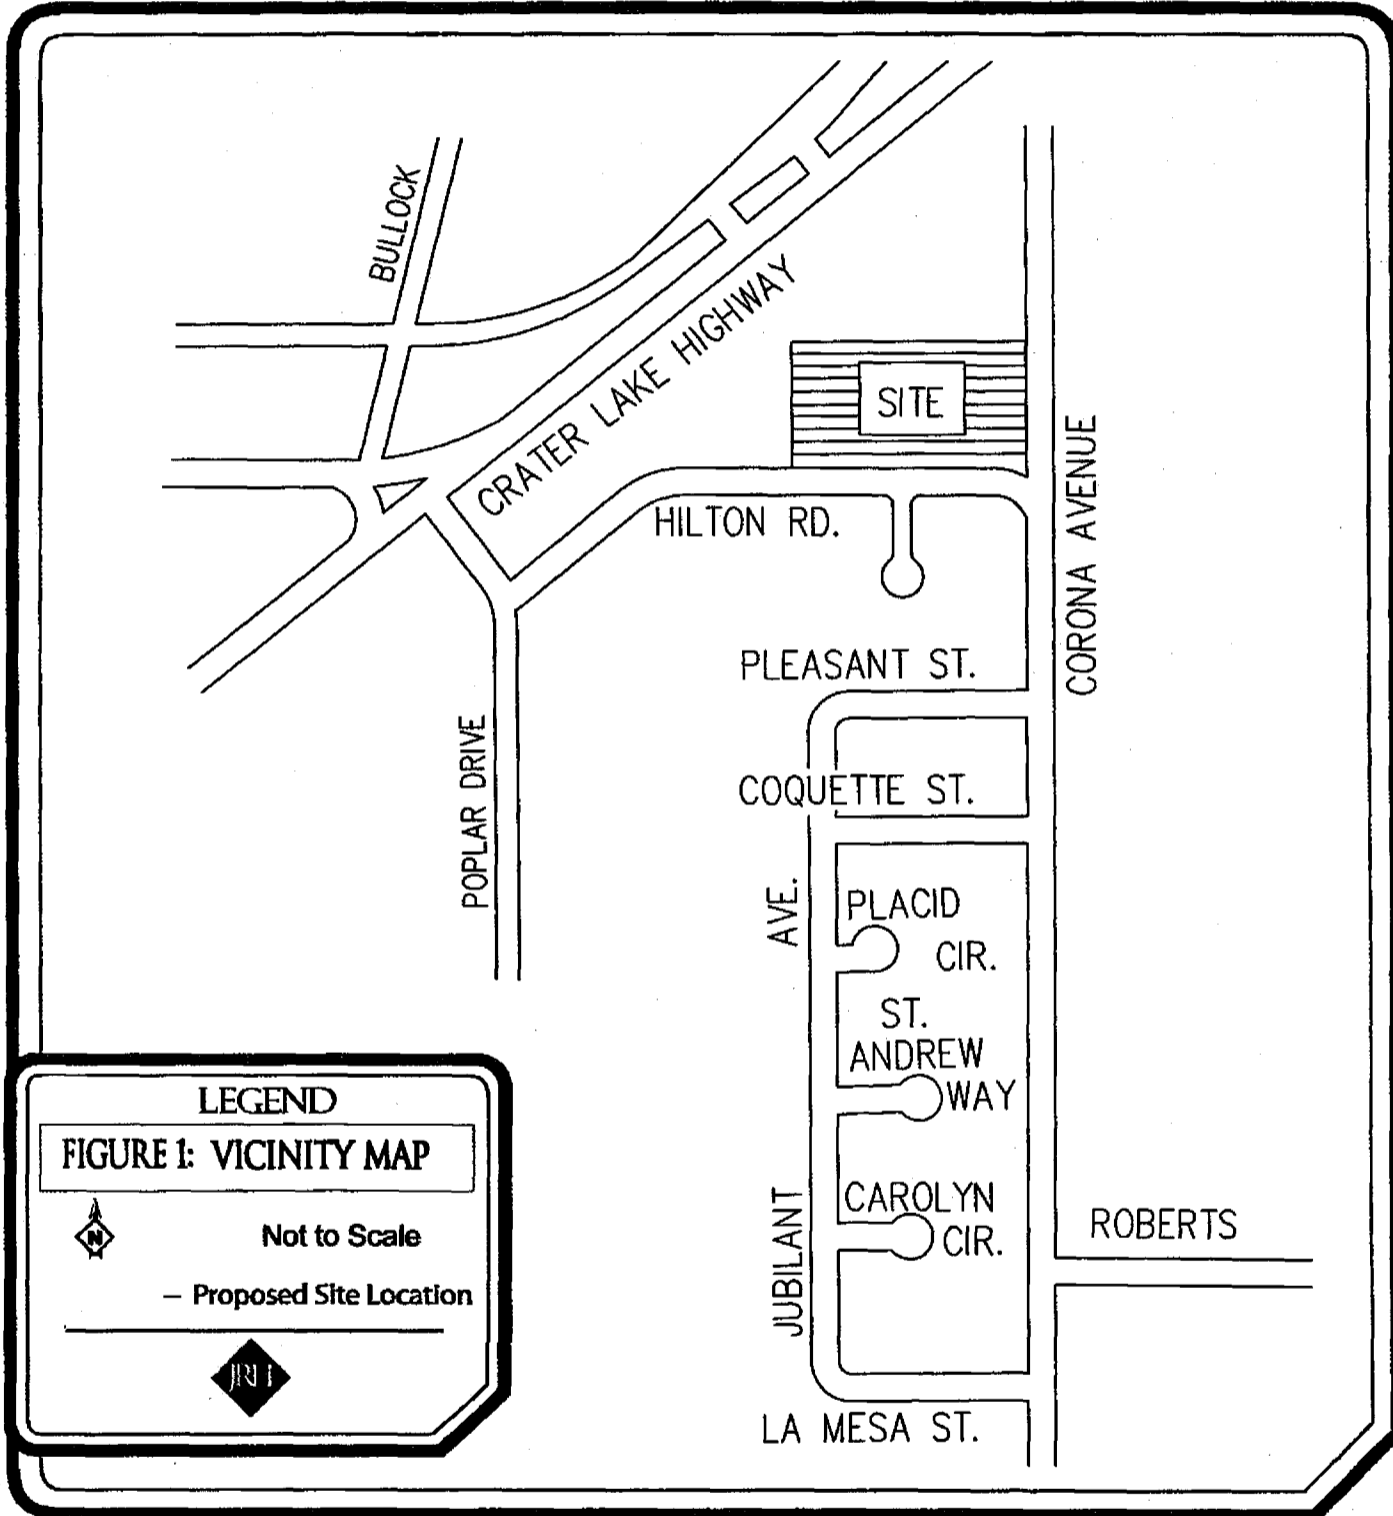 BULLOCK
CRATER LAKE HIGHWAY
SITE
HILTON RD.
CORONA AVENUE
PLEASANT ST.
POPLAR DRIVE
COQUETTE ST.
AVE.
PLACID
CIR.
ST.
ANDREW
WAY
JUBILANT
CAROLYN
CIR.
ROBERTS
LA MESA ST.
LEGEND
FIGURE 1: VICINITY MAP
N
Not to Scale
– Proposed Site Location
JRH